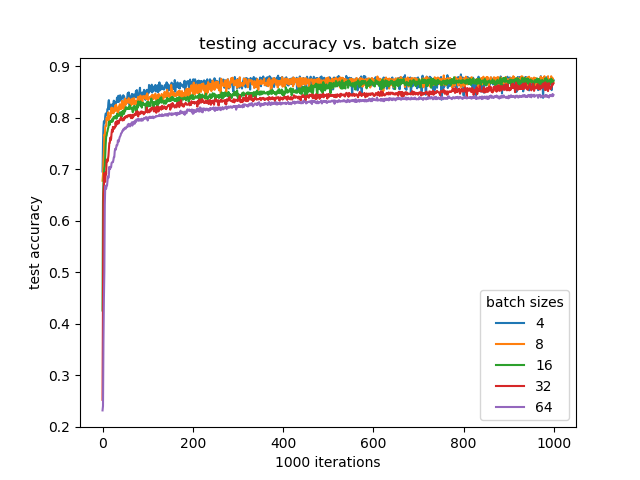 testing accuracy vs. batch size
test accuracy
0.9
0.8
0.7
0.6
0.5
0.4
0.3
0.2
batch sizes
4
8
16
32
64
0 200 400 600 800 1000
1000 iterations